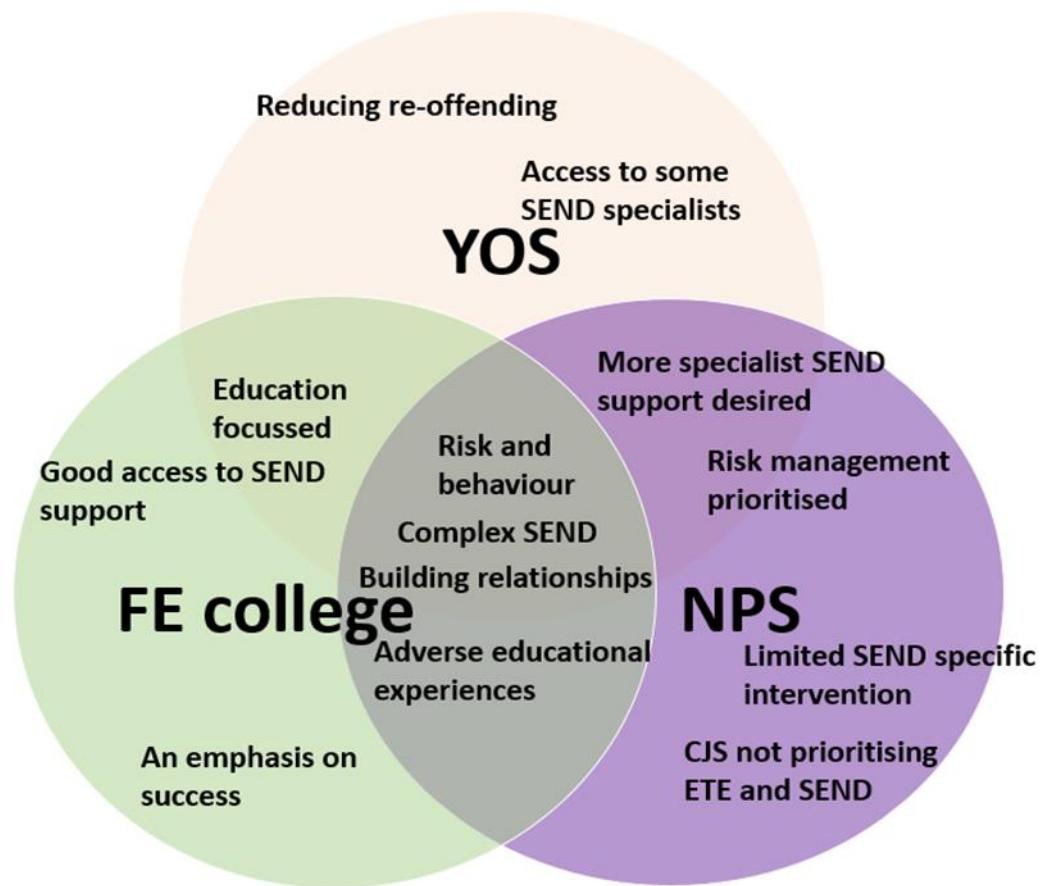 Reducing re-offending
Access to some
SEND specialists
YOS
More specialist SEND
support desired
Education
focussed
Risk and
behaviour
Risk management
prioritised
Good access to SEND
support
Complex SEND
Building relationships
FE college
NPS
Adverse educational
experiences
Limited SEND specific
intervention
An emphasis on
success
CJS not prioritising
ETE and SEND